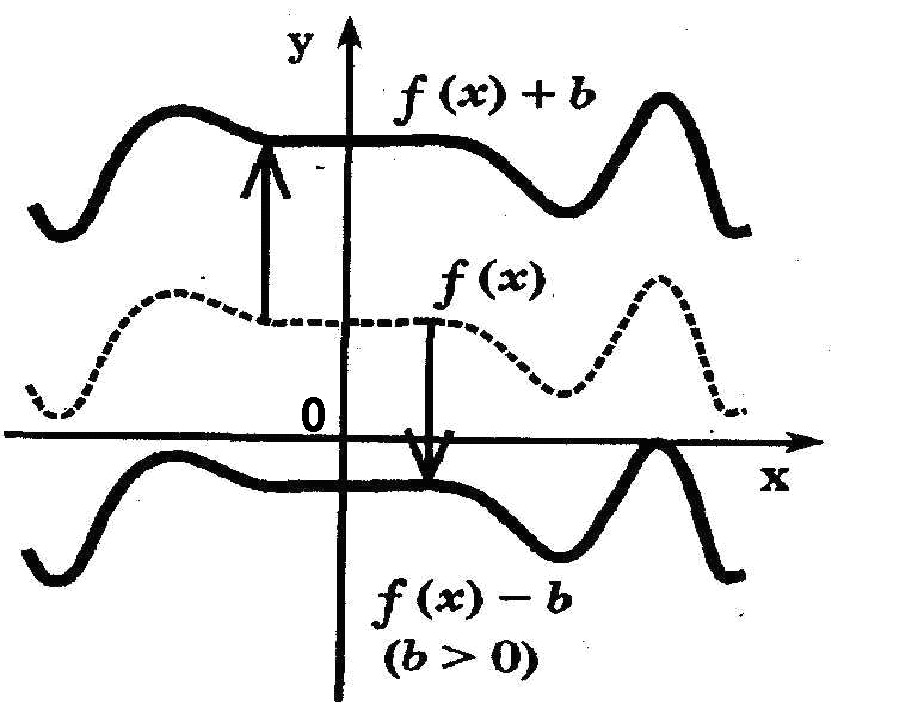 y
f (x) + b
f (x)
0
x
f (x) − b
(b > 0)